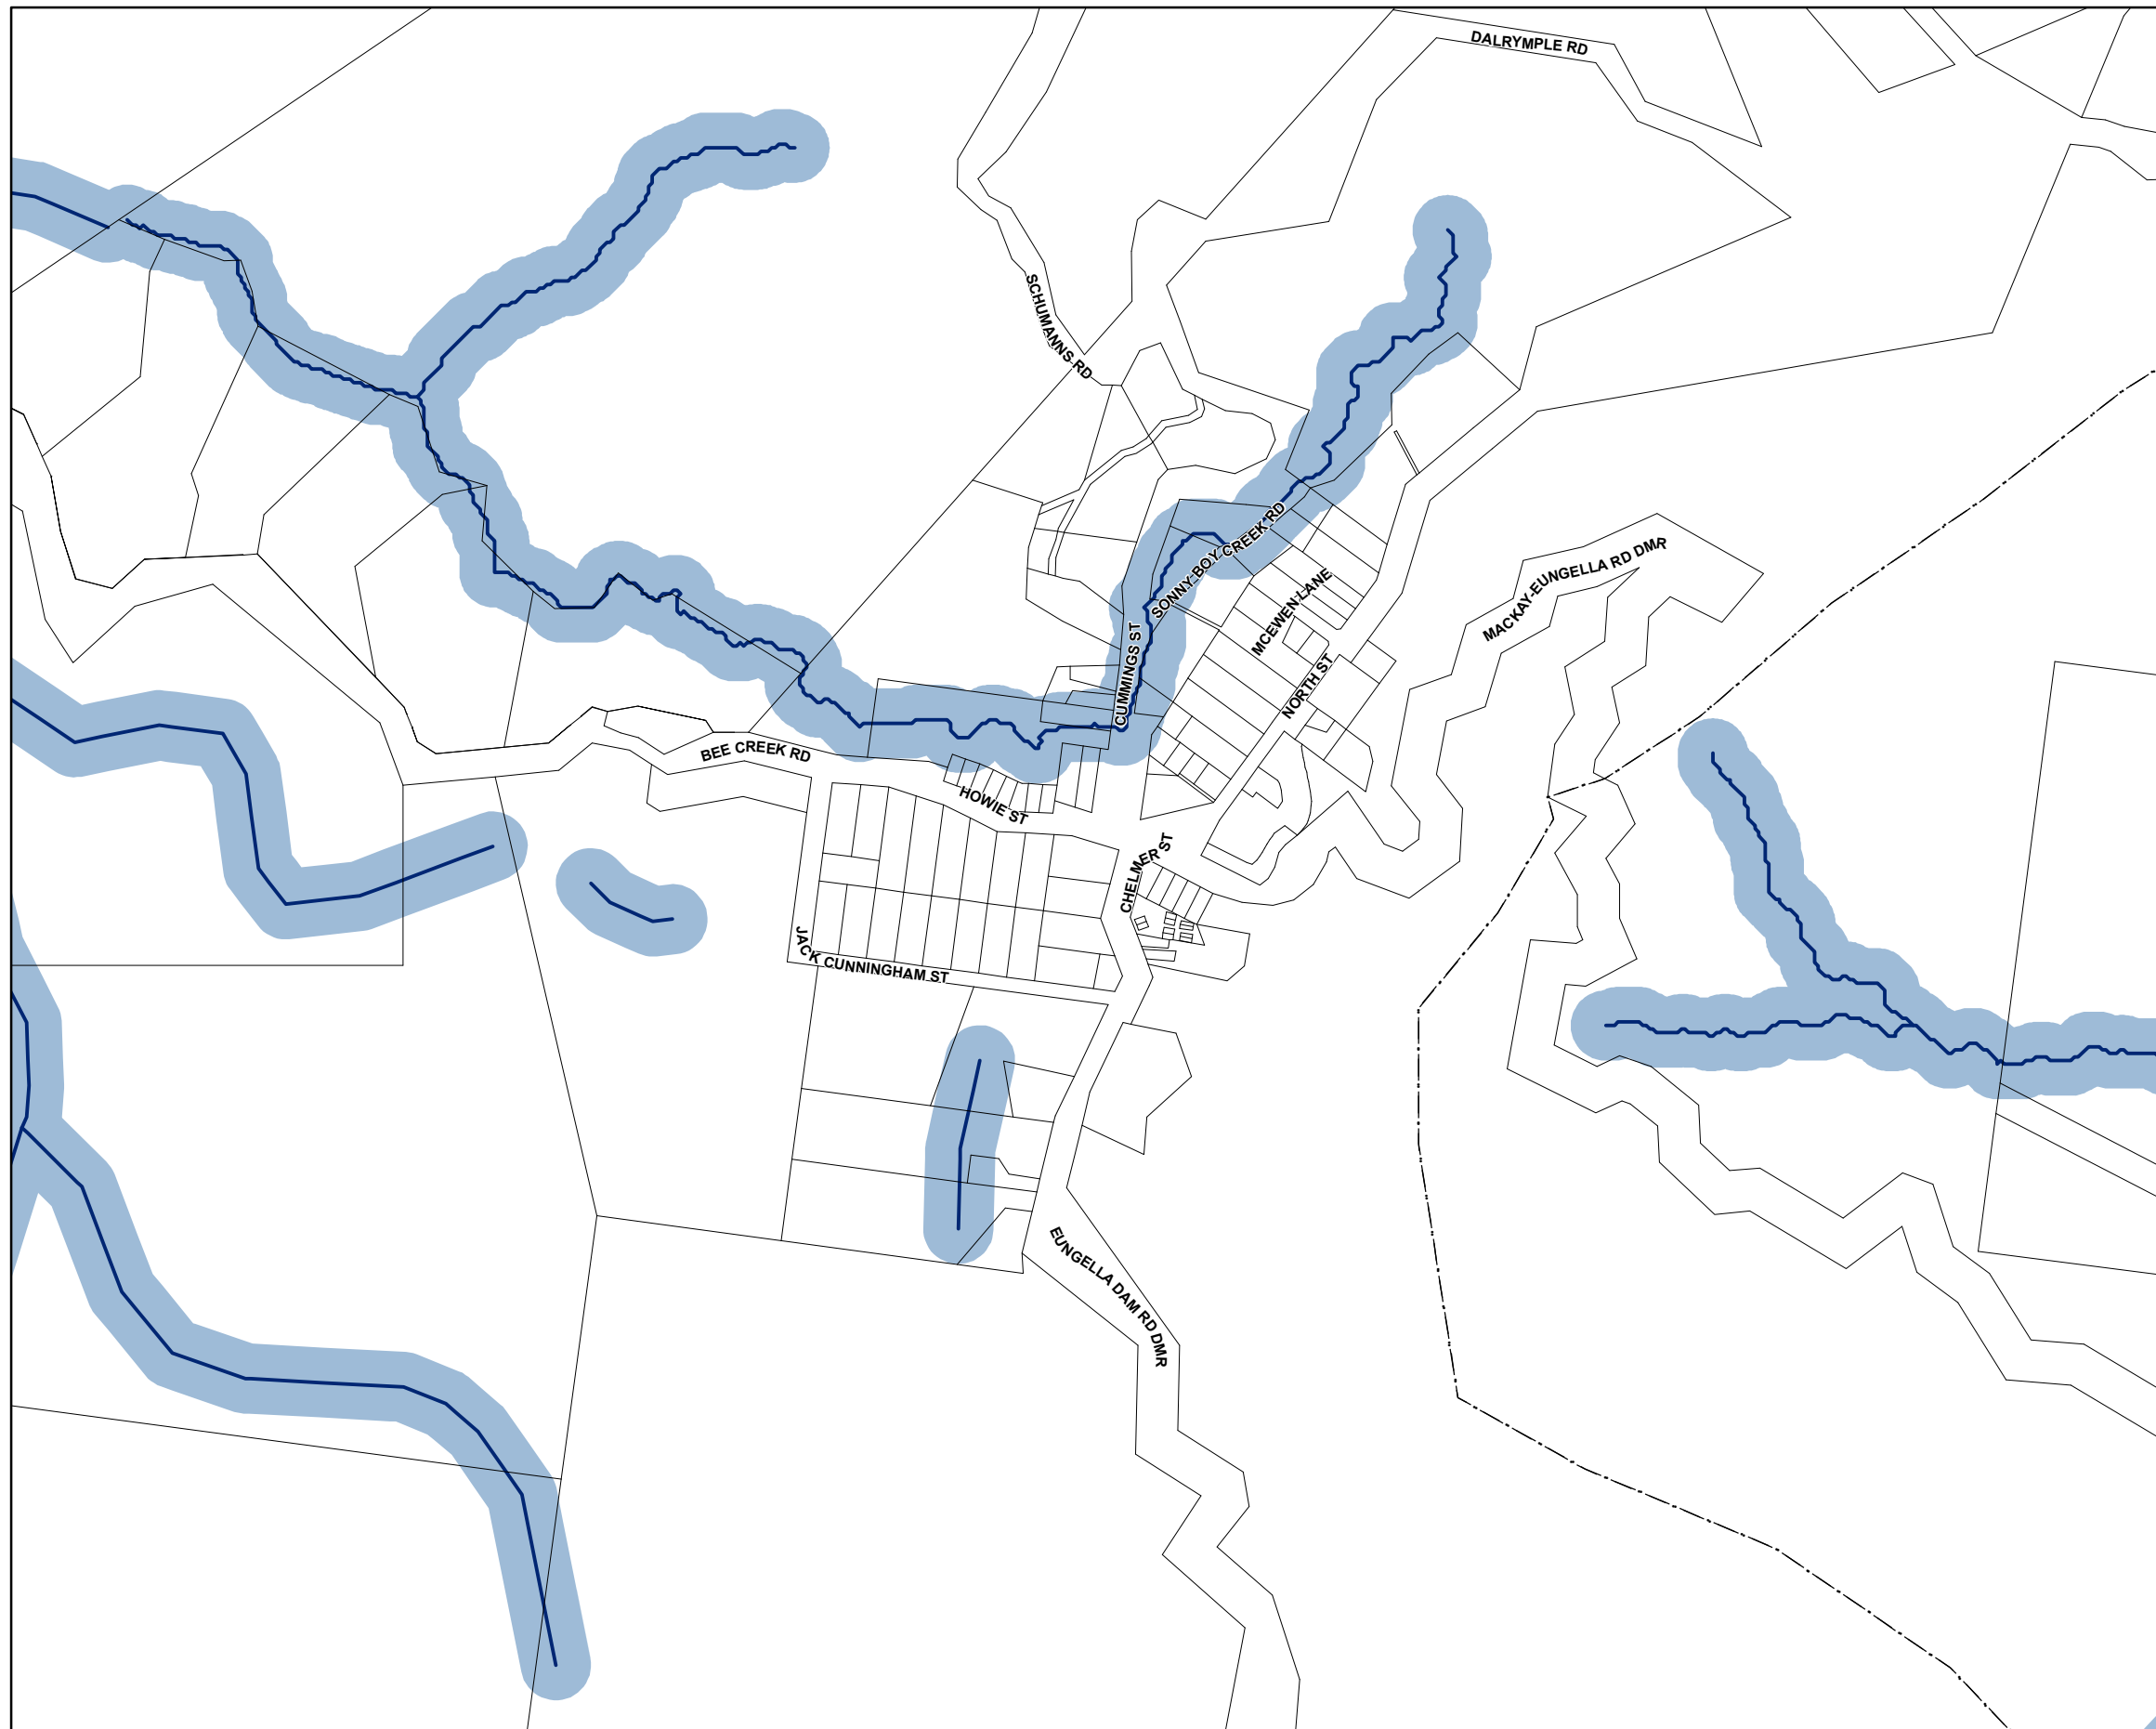 DALRYMPLE RD
SCHUMANNS RD
SONNY BOY CREEK RD
MACKAY-EUNGELLA RD DMR
MCEWEN LANE
CUMMINGS ST
NORTH ST
BEE CREEK RD
HOWIE ST
CHELMER ST
JACK CUNNINGHAM ST
EUNGELLA DAM RD DMR